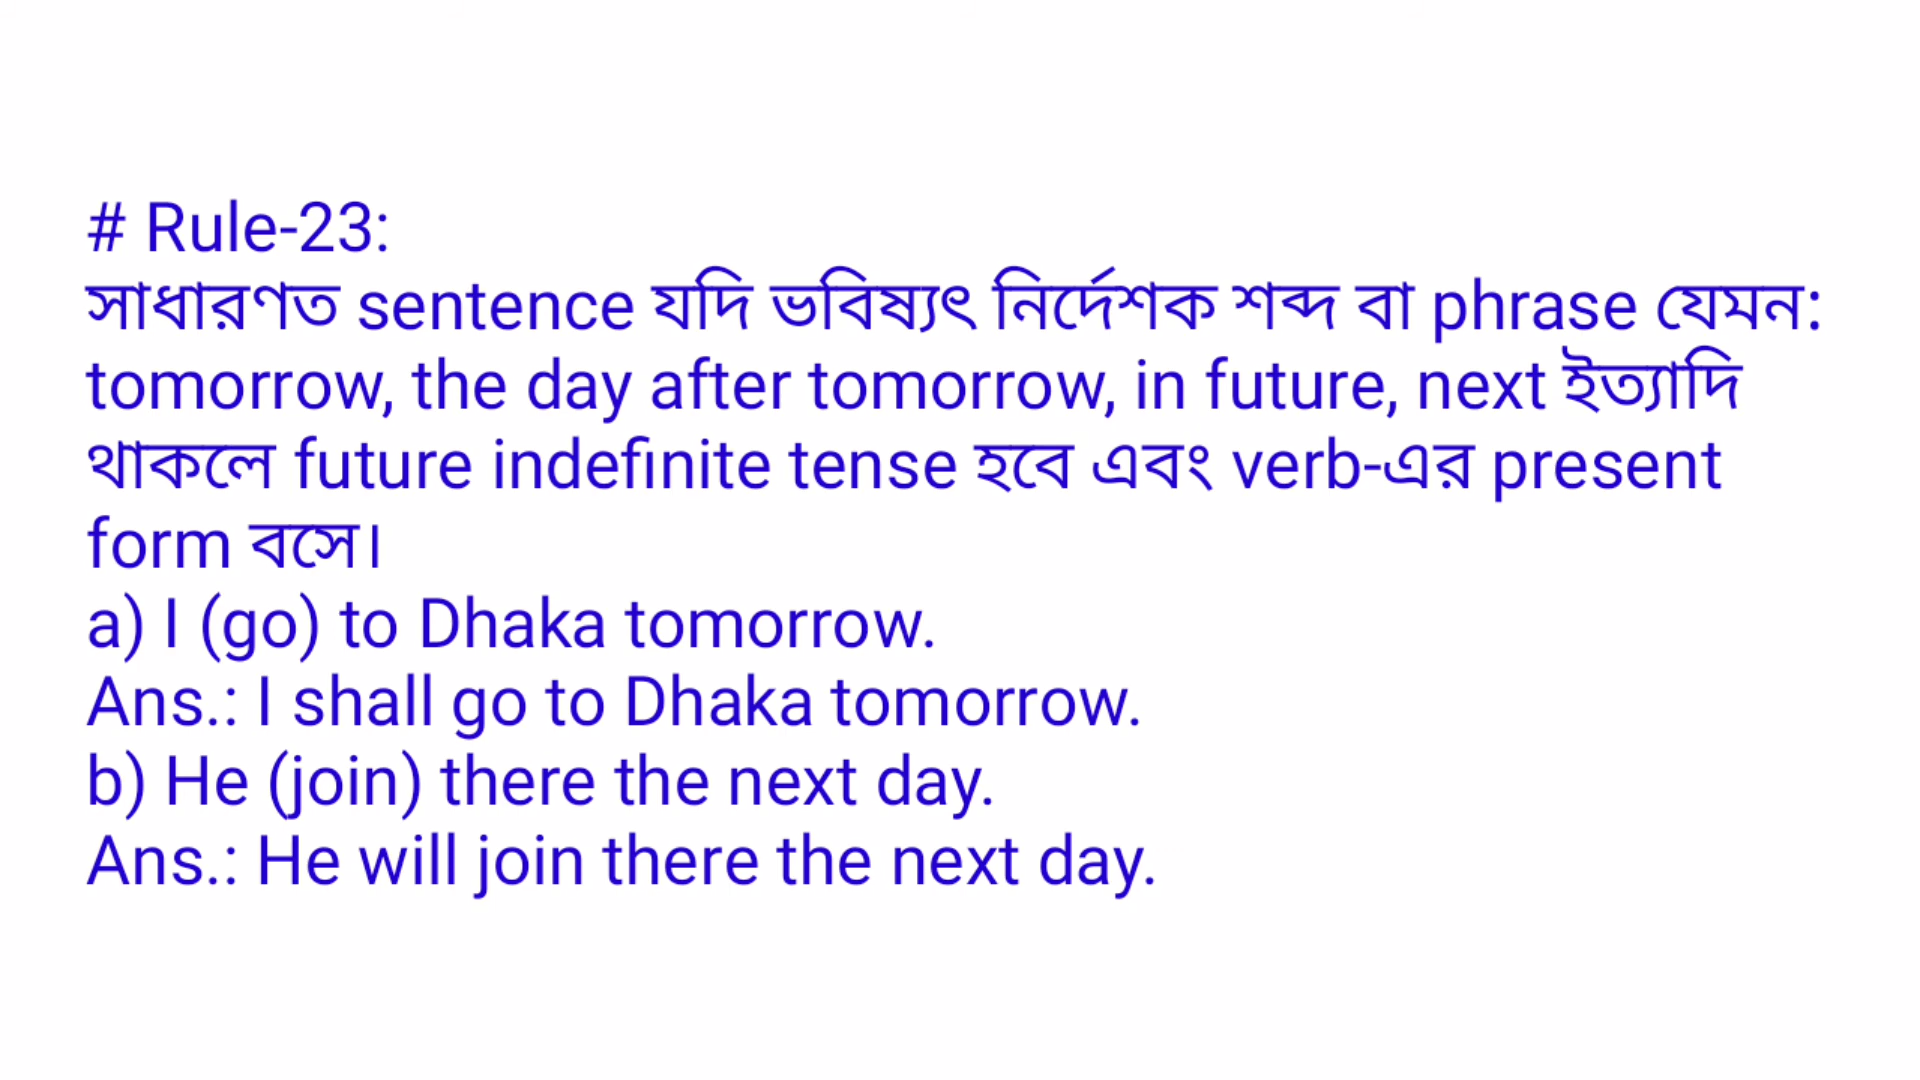 # Rule-23:
সাধারণত sentence যদি ভবিষ্যৎ নির্দেশক শব্দ বা phrase যেমন:
tomorrow, the day after tomorrow, in future, next ইত্যাদি
থাকলে future indefinite tense হবে এবং verb-এর present
form বসে।
a) I (go) to Dhaka tomorrow.
Ans.: I shall go to Dhaka tomorrow.
b) He (join) there the next day.
Ans.: He will join there the next day.